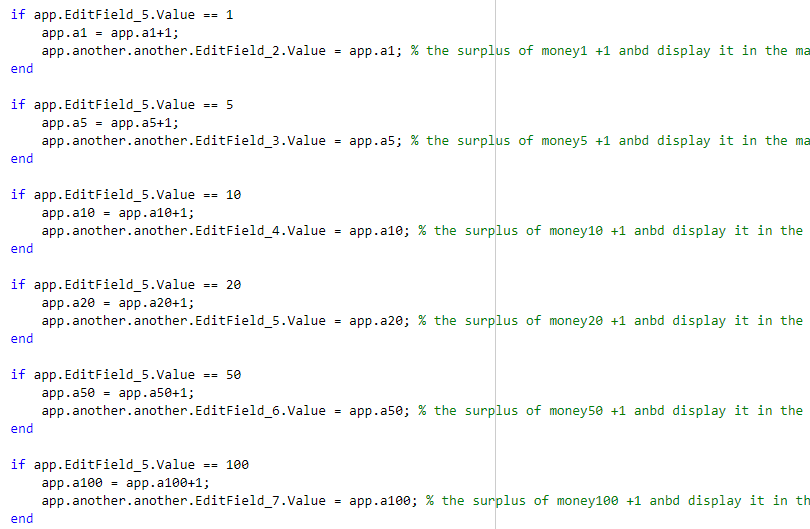 if app.EditField_5.Value == 1
app.a1 = app.a1+1;
app.another.another.EditField_2.Value = app.a1; % the surplus of money1 +1 anbd display it in the ma
end
if app.EditField_5.Value == 5
app.a5 = app.a5+1;
app.another.another.EditField_3.Value = app.a5; % the surplus of money5 +1 anbd display it in the ma
end
if app.EditField_5.Value == 10
app.a10 = app.a10+1;
app.another.another.EditField_4.Value = app.a10; % the surplus of money10 +1 anbd display it in the
end
if app.EditField_5.Value == 20
app.a20 = app.a20+1;
app.another.another.EditField_5.Value = app.a20; % the surplus of money20 +1 anbd display it in the
end
if app.EditField_5.Value == 50
app.a50 = app.a50+1;
app.another.another.EditField_6.Value = app.a50; % the surplus of money50 +1 anbd display it in the
end
if app.EditField_5.Value == 100
app.a100 = app.a100+1;
app.another.another.EditField_7.Value = app.a100; % the surplus of money100 +1 anbd display it in th
end